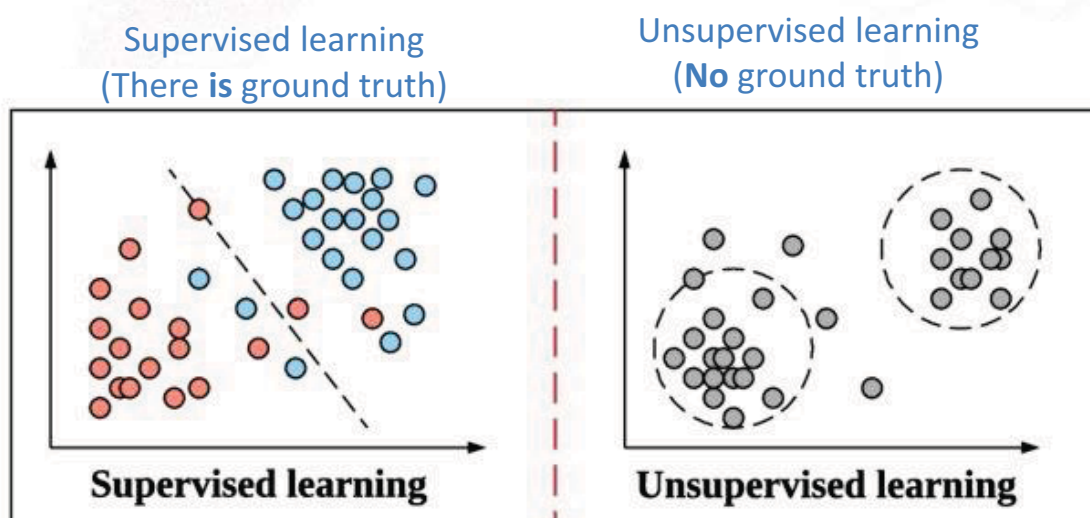 Supervised learning
(There is ground truth)
Unsupervised learning
(No ground truth)
Supervised learning
Unsupervised learning